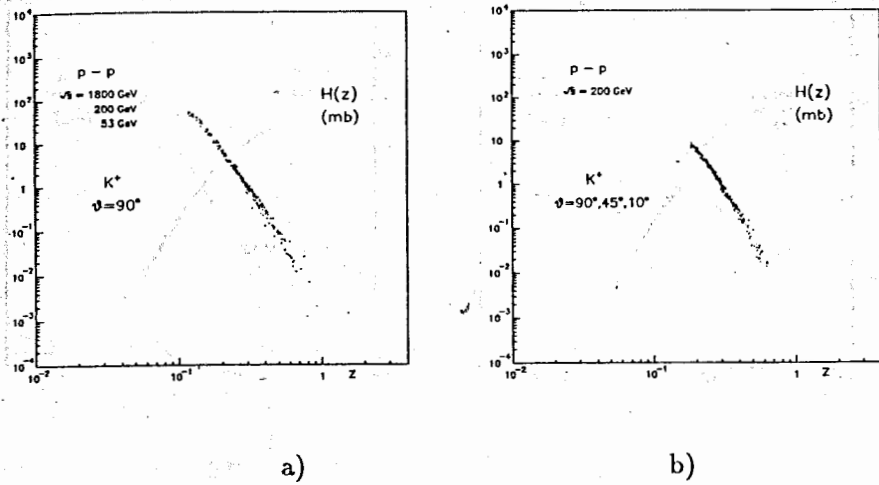 10⁴
10³
10²
10
1
10⁻¹
10⁻²
10⁻³
10⁻⁴
p – p
√s = 1800 GeV
200 GeV
53 GeV
H(z)
(mb)
K⁺
ϑ=90°
10⁻²
10⁻¹
1
z
a)
10⁴
10³
10²
10
1
10⁻¹
10⁻²
10⁻³
10⁻⁴
p – p
√s = 200 GeV
H(z)
(mb)
K⁺
ϑ=90°,45°,10°
10⁻²
10⁻¹
1
z
b)